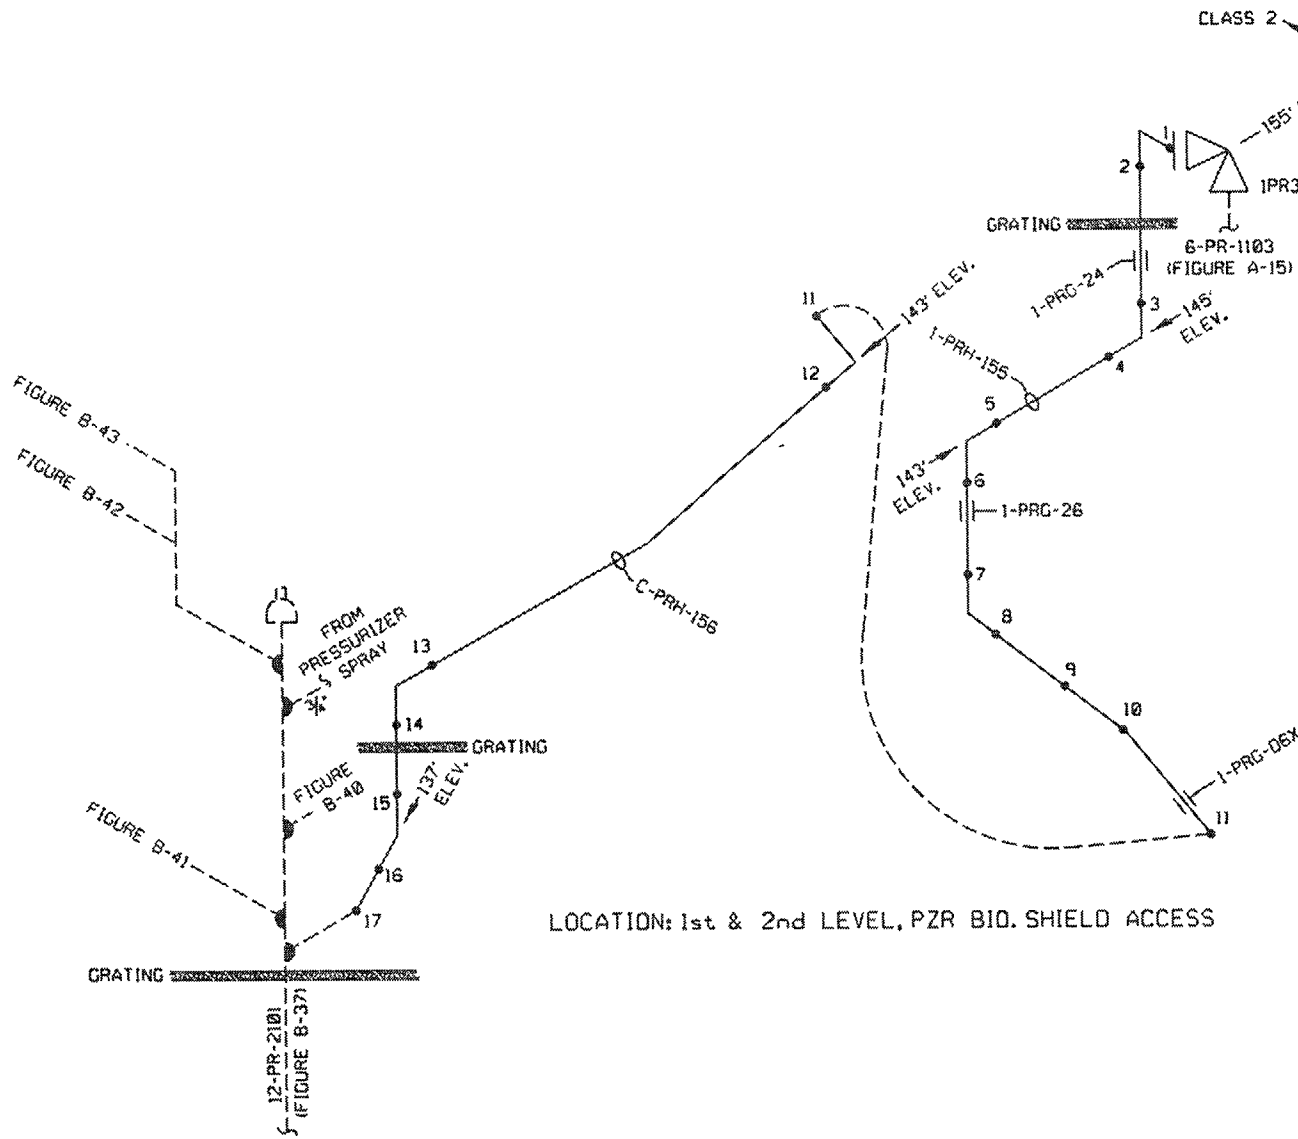 CLASS 2
155'
1
2
1PR3
GRATING
6-PR-1103
(FIGURE A-15)
1-PRG-24
3
145'
ELEV.
11
143' ELEV.
1-PRH-155
4
12
5
FIGURE B-43
FIGURE B-42
143'
ELEV.
6
1-PRG-26
7
C-PRH-156
8
FROM
PRESSURIZER
SPRAY
3/4"
13
9
14
10
GRATING
1-PRG-06X
137'
ELEV.
FIGURE
B-40
15
11
FIGURE B-41
16
17
LOCATION: 1st & 2nd LEVEL, PZR BIO. SHIELD ACCESS
GRATING
12-PR-2101
(FIGURE B-37)